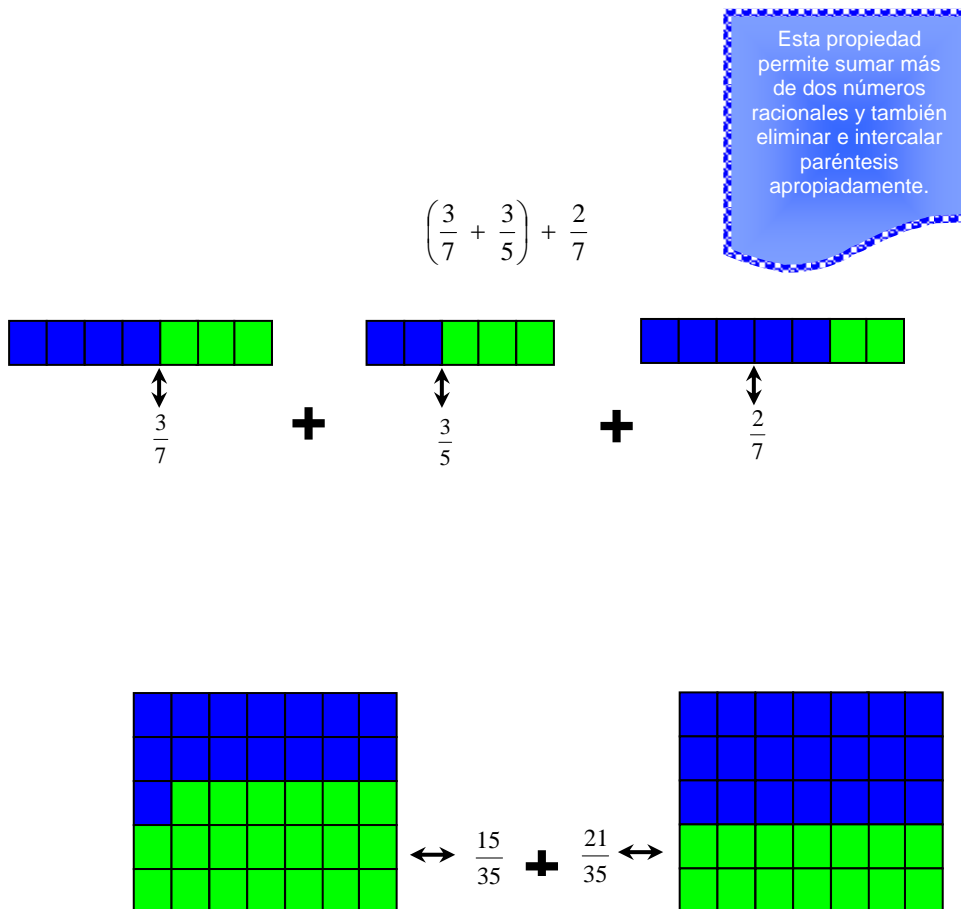 Esta propiedad
permite sumar más
de dos números
racionales y también
eliminar e intercalar
paréntesis
apropiadamente.
(3/7 + 3/5) + 2/7
3/7 + 3/5 + 2/7
15/35 + 21/35